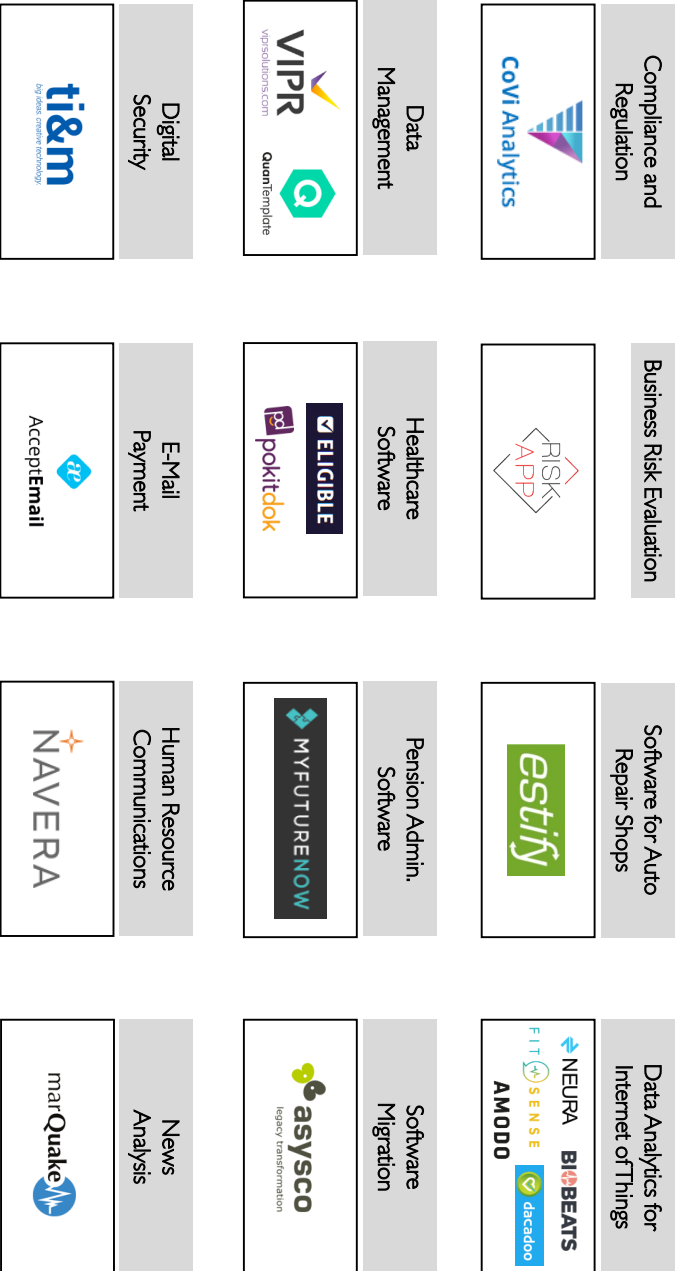 Compliance and
Regulation
CoVi Analytics
Business Risk Evaluation
RISK
APP
Software for Auto
Repair Shops
estify
Data Analytics for
Internet of Things
NEURA
BIOBEATS
FIT SENSE
dacadoo
AMODO
Data
Management
VIPR
viprsolutions.com
Q
QuanTemplate
Healthcare
Software
ELIGIBLE
pd
pokitdok
Pension Admin.
Software
MYFUTURENOW
Software
Migration
asysco
legacy transformation
Digital
Security
ti&m
big ideas. creative technology.
E-Mail
Payment
æ
AcceptEmail
Human Resource
Communications
NAVERA
News
Analysis
marQuake